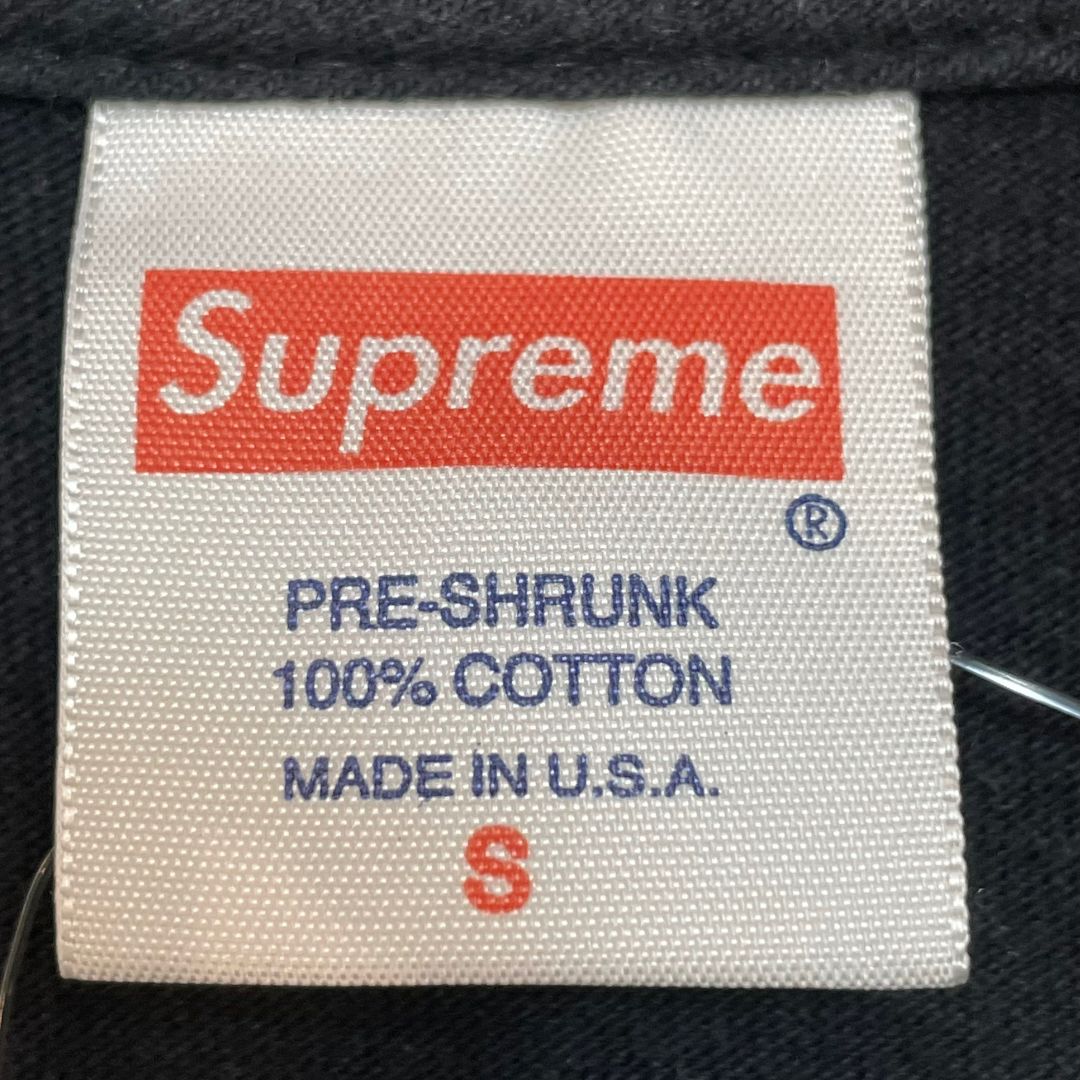 Supreme
®
PRE-SHRUNK
100% COTTON
MADE IN U.S.A.
S